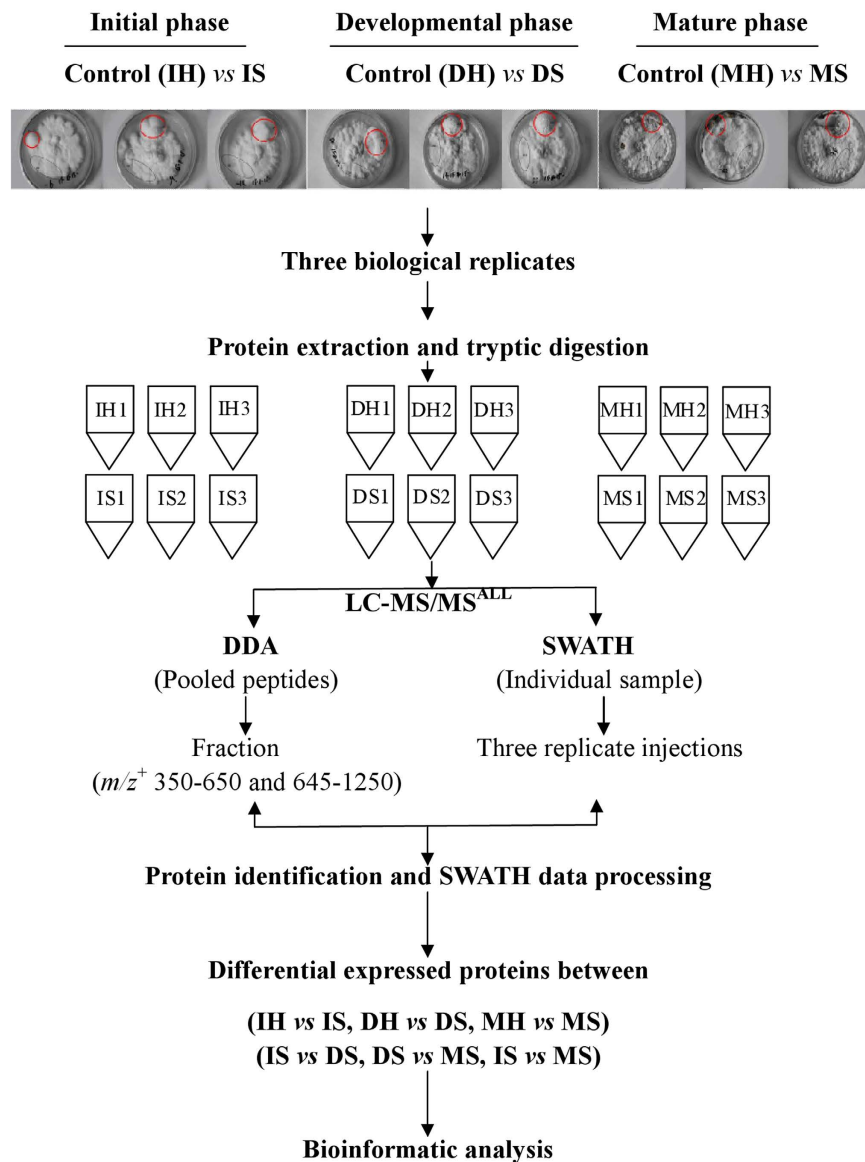 Initial phase
Developmental phase
Mature phase
Control (IH) vs IS
Control (DH) vs DS
Control (MH) vs MS
Three biological replicates
Protein extraction and tryptic digestion
IH1 IH2 IH3 DH1 DH2 DH3 MH1 MH2 MH3
IS1 IS2 IS3 DS1 DS2 DS3 MS1 MS2 MS3
LC-MS/MS^ALL
DDA
(Pooled peptides)
SWATH
(Individual sample)
Fraction
(m/z⁺ 350-650 and 645-1250)
Three replicate injections
Protein identification and SWATH data processing
Differential expressed proteins between
(IH vs IS, DH vs DS, MH vs MS)
(IS vs DS, DS vs MS, IS vs MS)
Bioinformatic analysis